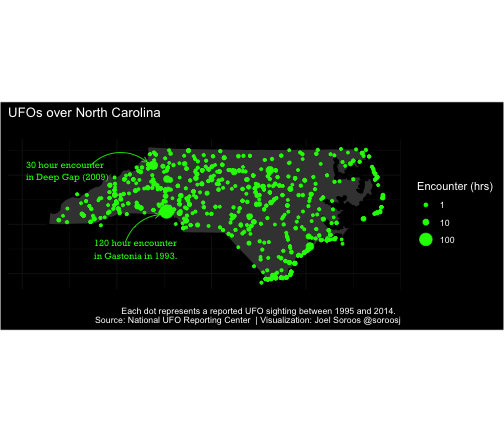 UFOs over North Carolina
30 hour encounter
in Deep Gap (2009)
120 hour encounter
in Gastonia in 1993.
Encounter (hrs)
1
10
100
Each dot represents a reported UFO sighting between 1995 and 2014.
Source: National UFO Reporting Center | Visualization: Joel Soroos @soroosj